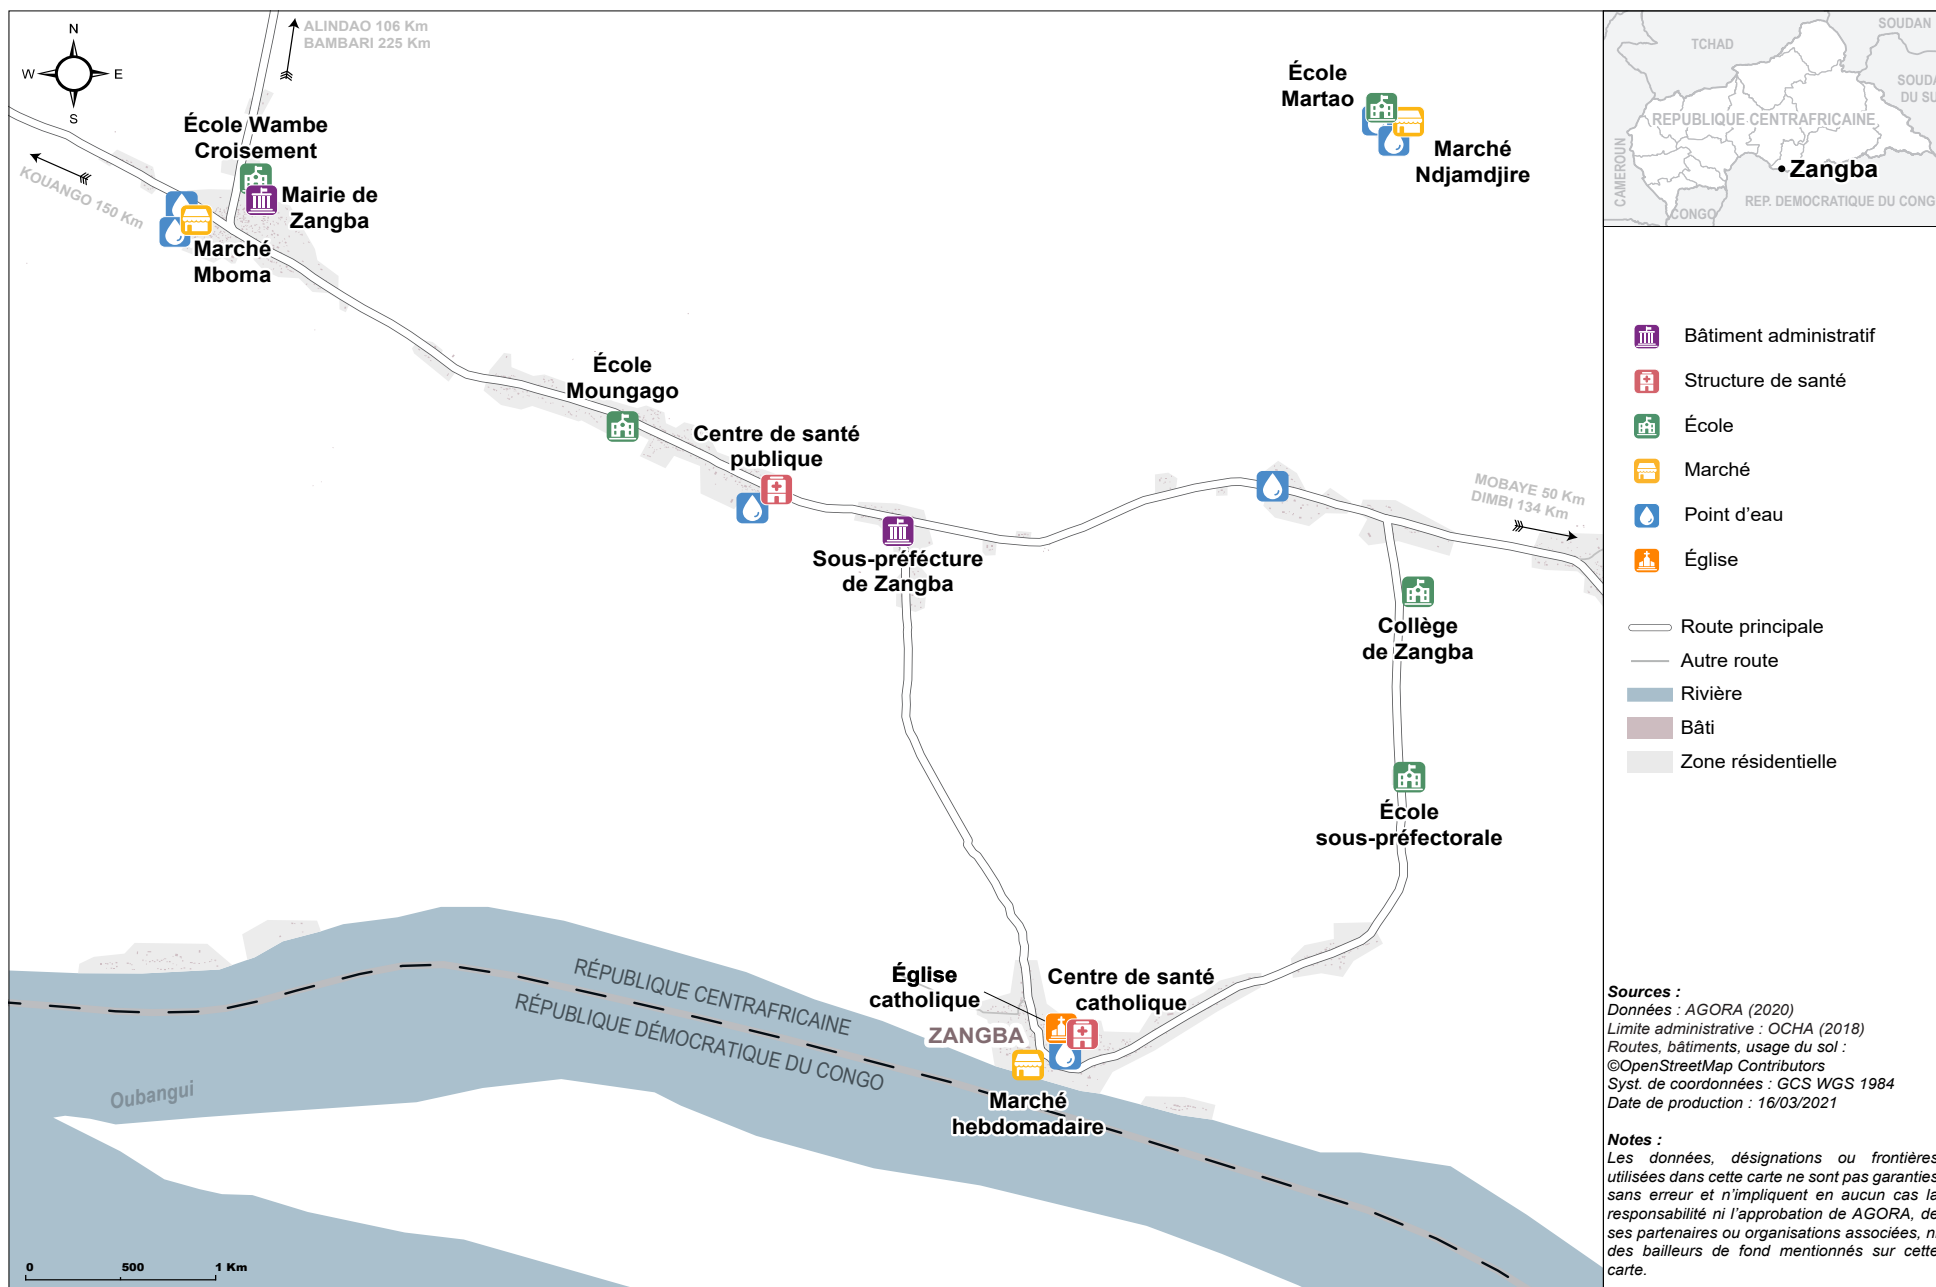 N
W
E
S
ALINDAO 106 Km
BAMBARI 225 Km
KOUANGO 150 Km
École Wambe
Croisement
Mairie de
Zangba
Marché
Mboma
École
Martao
Marché
Ndjamdjire
École
Moungago
Centre de santé
publique
Sous-préfécture
de Zangba
MOBAYE 50 Km
DIMBI 134 Km
Collège
de Zangba
École
sous-préfectorale
Église
catholique
Centre de santé
catholique
ZANGBA
Marché
hebdomadaire
RÉPUBLIQUE CENTRAFRICAINE
RÉPUBLIQUE DÉMOCRATIQUE DU CONGO
Oubangui
0 500 1 Km
TCHAD
SOUDAN
REPUBLIQUE CENTRAFRICAINE
CAMEROUN
Zangba
CONGO
REP. DEMOCRATIQUE DU CONG
Bâtiment administratif
Structure de santé
École
Marché
Point d'eau
Église
Route principale
Autre route
Rivière
Bâti
Zone résidentielle
Sources :
Données : AGORA (2020)
Limite administrative : OCHA (2018)
Routes, bâtiments, usage du sol :
©OpenStreetMap Contributors
Syst. de coordonnées : GCS WGS 1984
Date de production : 16/03/2021
Notes :
Les données, désignations ou frontières
utilisées dans cette carte ne sont pas garanties
sans erreur et n'impliquent en aucun cas la
responsabilité ni l'approbation de AGORA, de
ses partenaires ou organisations associées, ni
des bailleurs de fond mentionnés sur cette
carte.